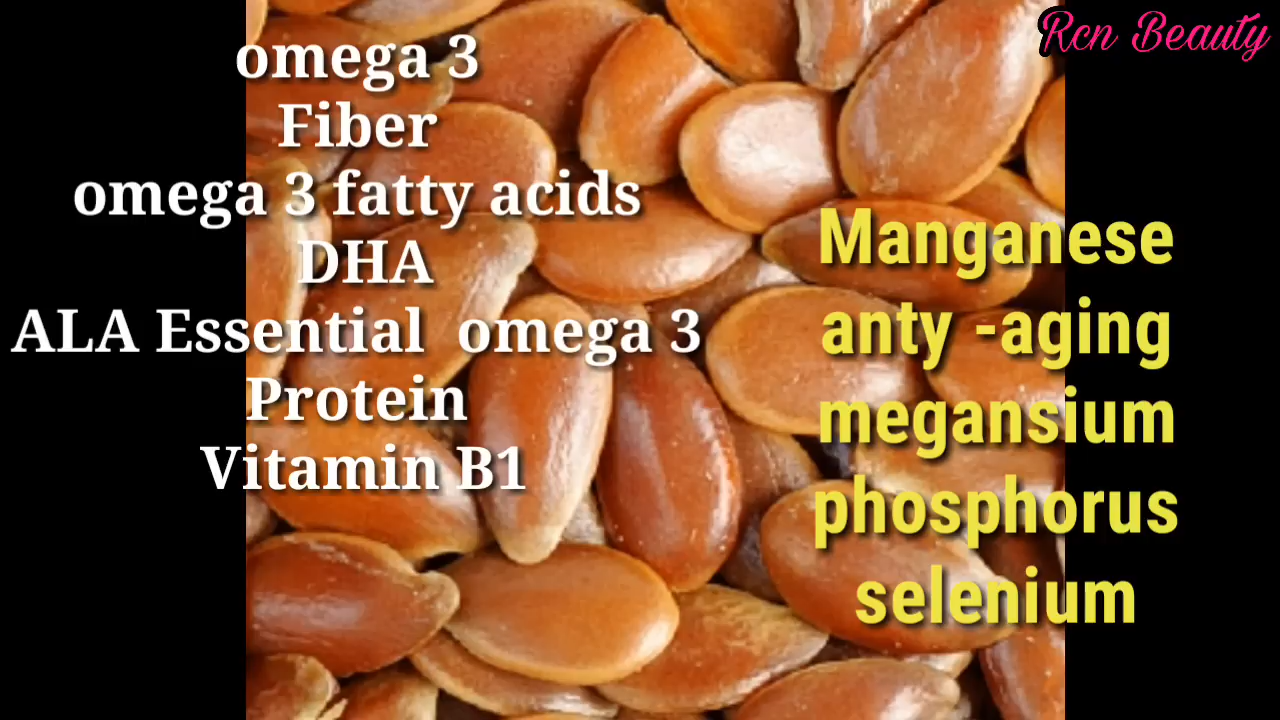 Rcn Beauty
omega 3
Fiber
omega 3 fatty acids
DHA
ALA Essential omega 3
Protein
Vitamin B1
Manganese
anty -aging
megansium
phosphorus
selenium